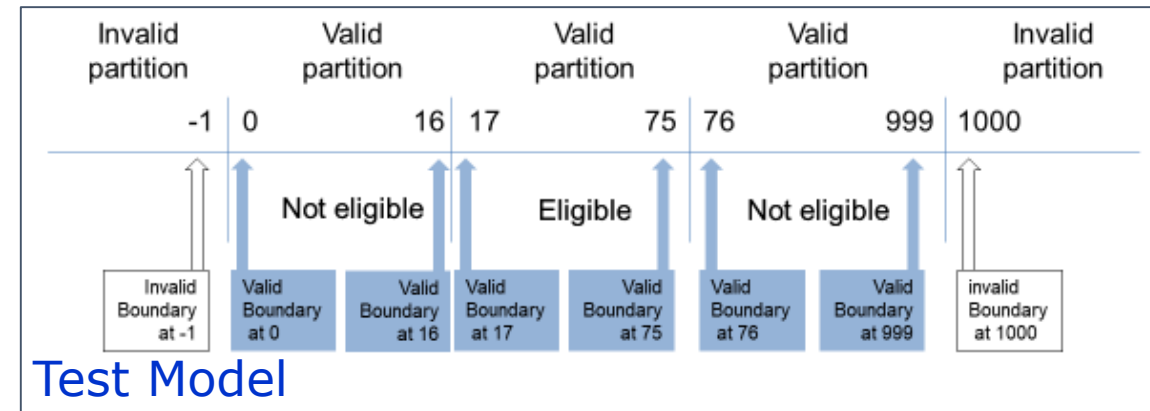 Invalid Valid Valid Valid Invalid
partition partition partition partition partition
-1 0 16 17 75 76 999 1000
Not eligible Eligible Not eligible
Invalid Boundary at -1
Valid Boundary at 0
Valid Boundary at 16
Valid Boundary at 17
Valid Boundary at 75
Valid Boundary at 76
Valid Boundary at 999
invalid Boundary at 1000
Test Model